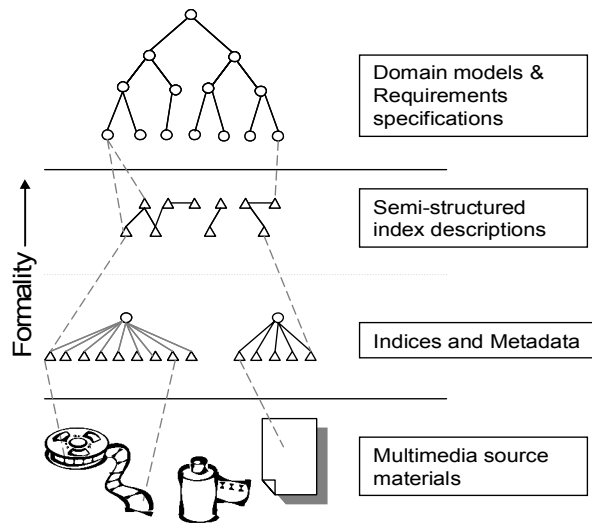 Domain models &
Requirements
specifications
Formality
Semi-structured
index descriptions
Indices and Metadata
Multimedia source
materials